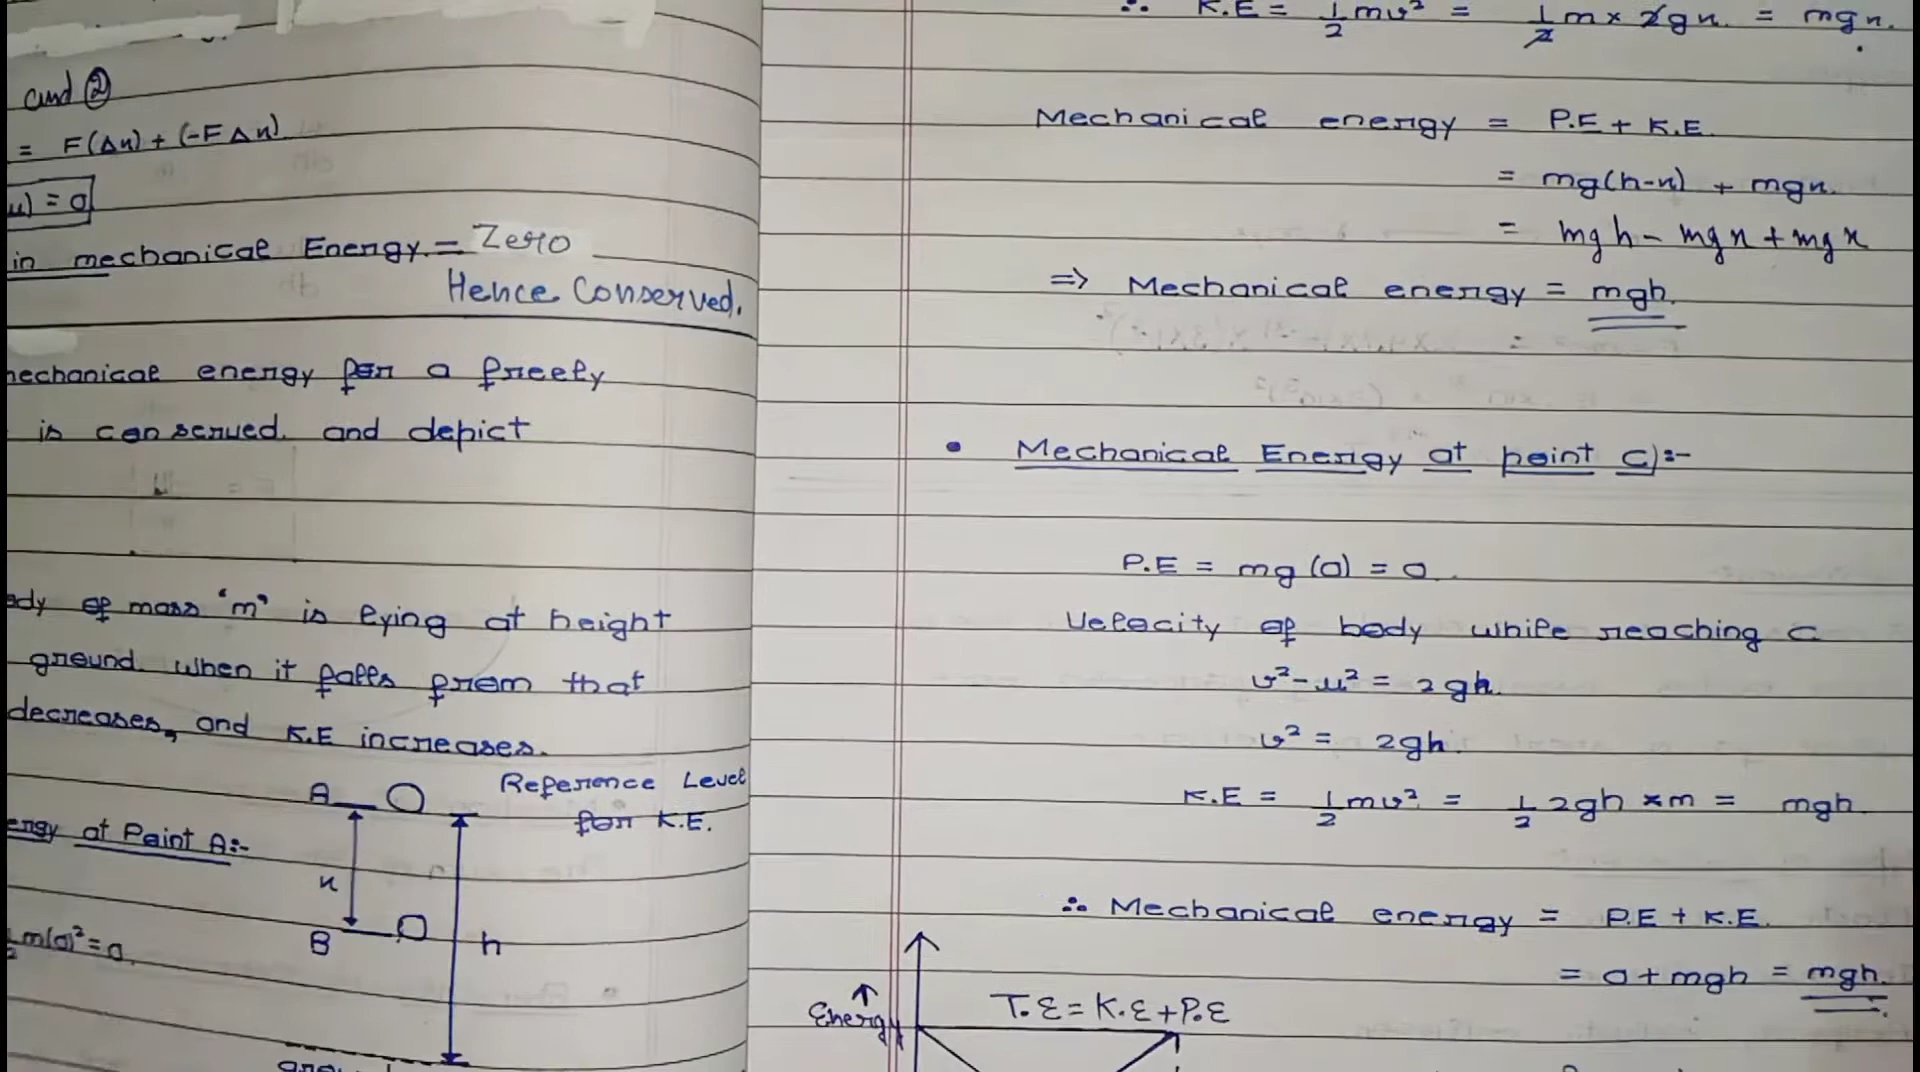 and ②
= F(Δx) + (-FΔx)
= 0
in mechanical Energy = Zero
Hence Conserved.
mechanical energy for a freely
is conserved. and depict
ody of mass 'm' is lying at height
ground. when it falls from that
decreases, and K.E increases.
A
Reference Level
for K.E.
at Point A:-
x
B
h
m(0)² = 0
∴ K.E = 1/2 mv² = 1/2 m x 2gx = mgx.
Mechanical energy = P.E + K.E.
= mg(h-x) + mgx.
= mgh - mgx + mgx
=> Mechanical energy = mgh.
• Mechanical Energy at point C):-
P.E = mg (0) = 0.
Velocity of body while reaching C
v² - u² = 2gh.
v² = 2gh.
K.E = 1/2 mv² = 1/2 2gh x m = mgh.
∴ Mechanical energy = P.E + K.E.
= 0 + mgh = mgh.
↑
Energy
T.E = K.E + P.E